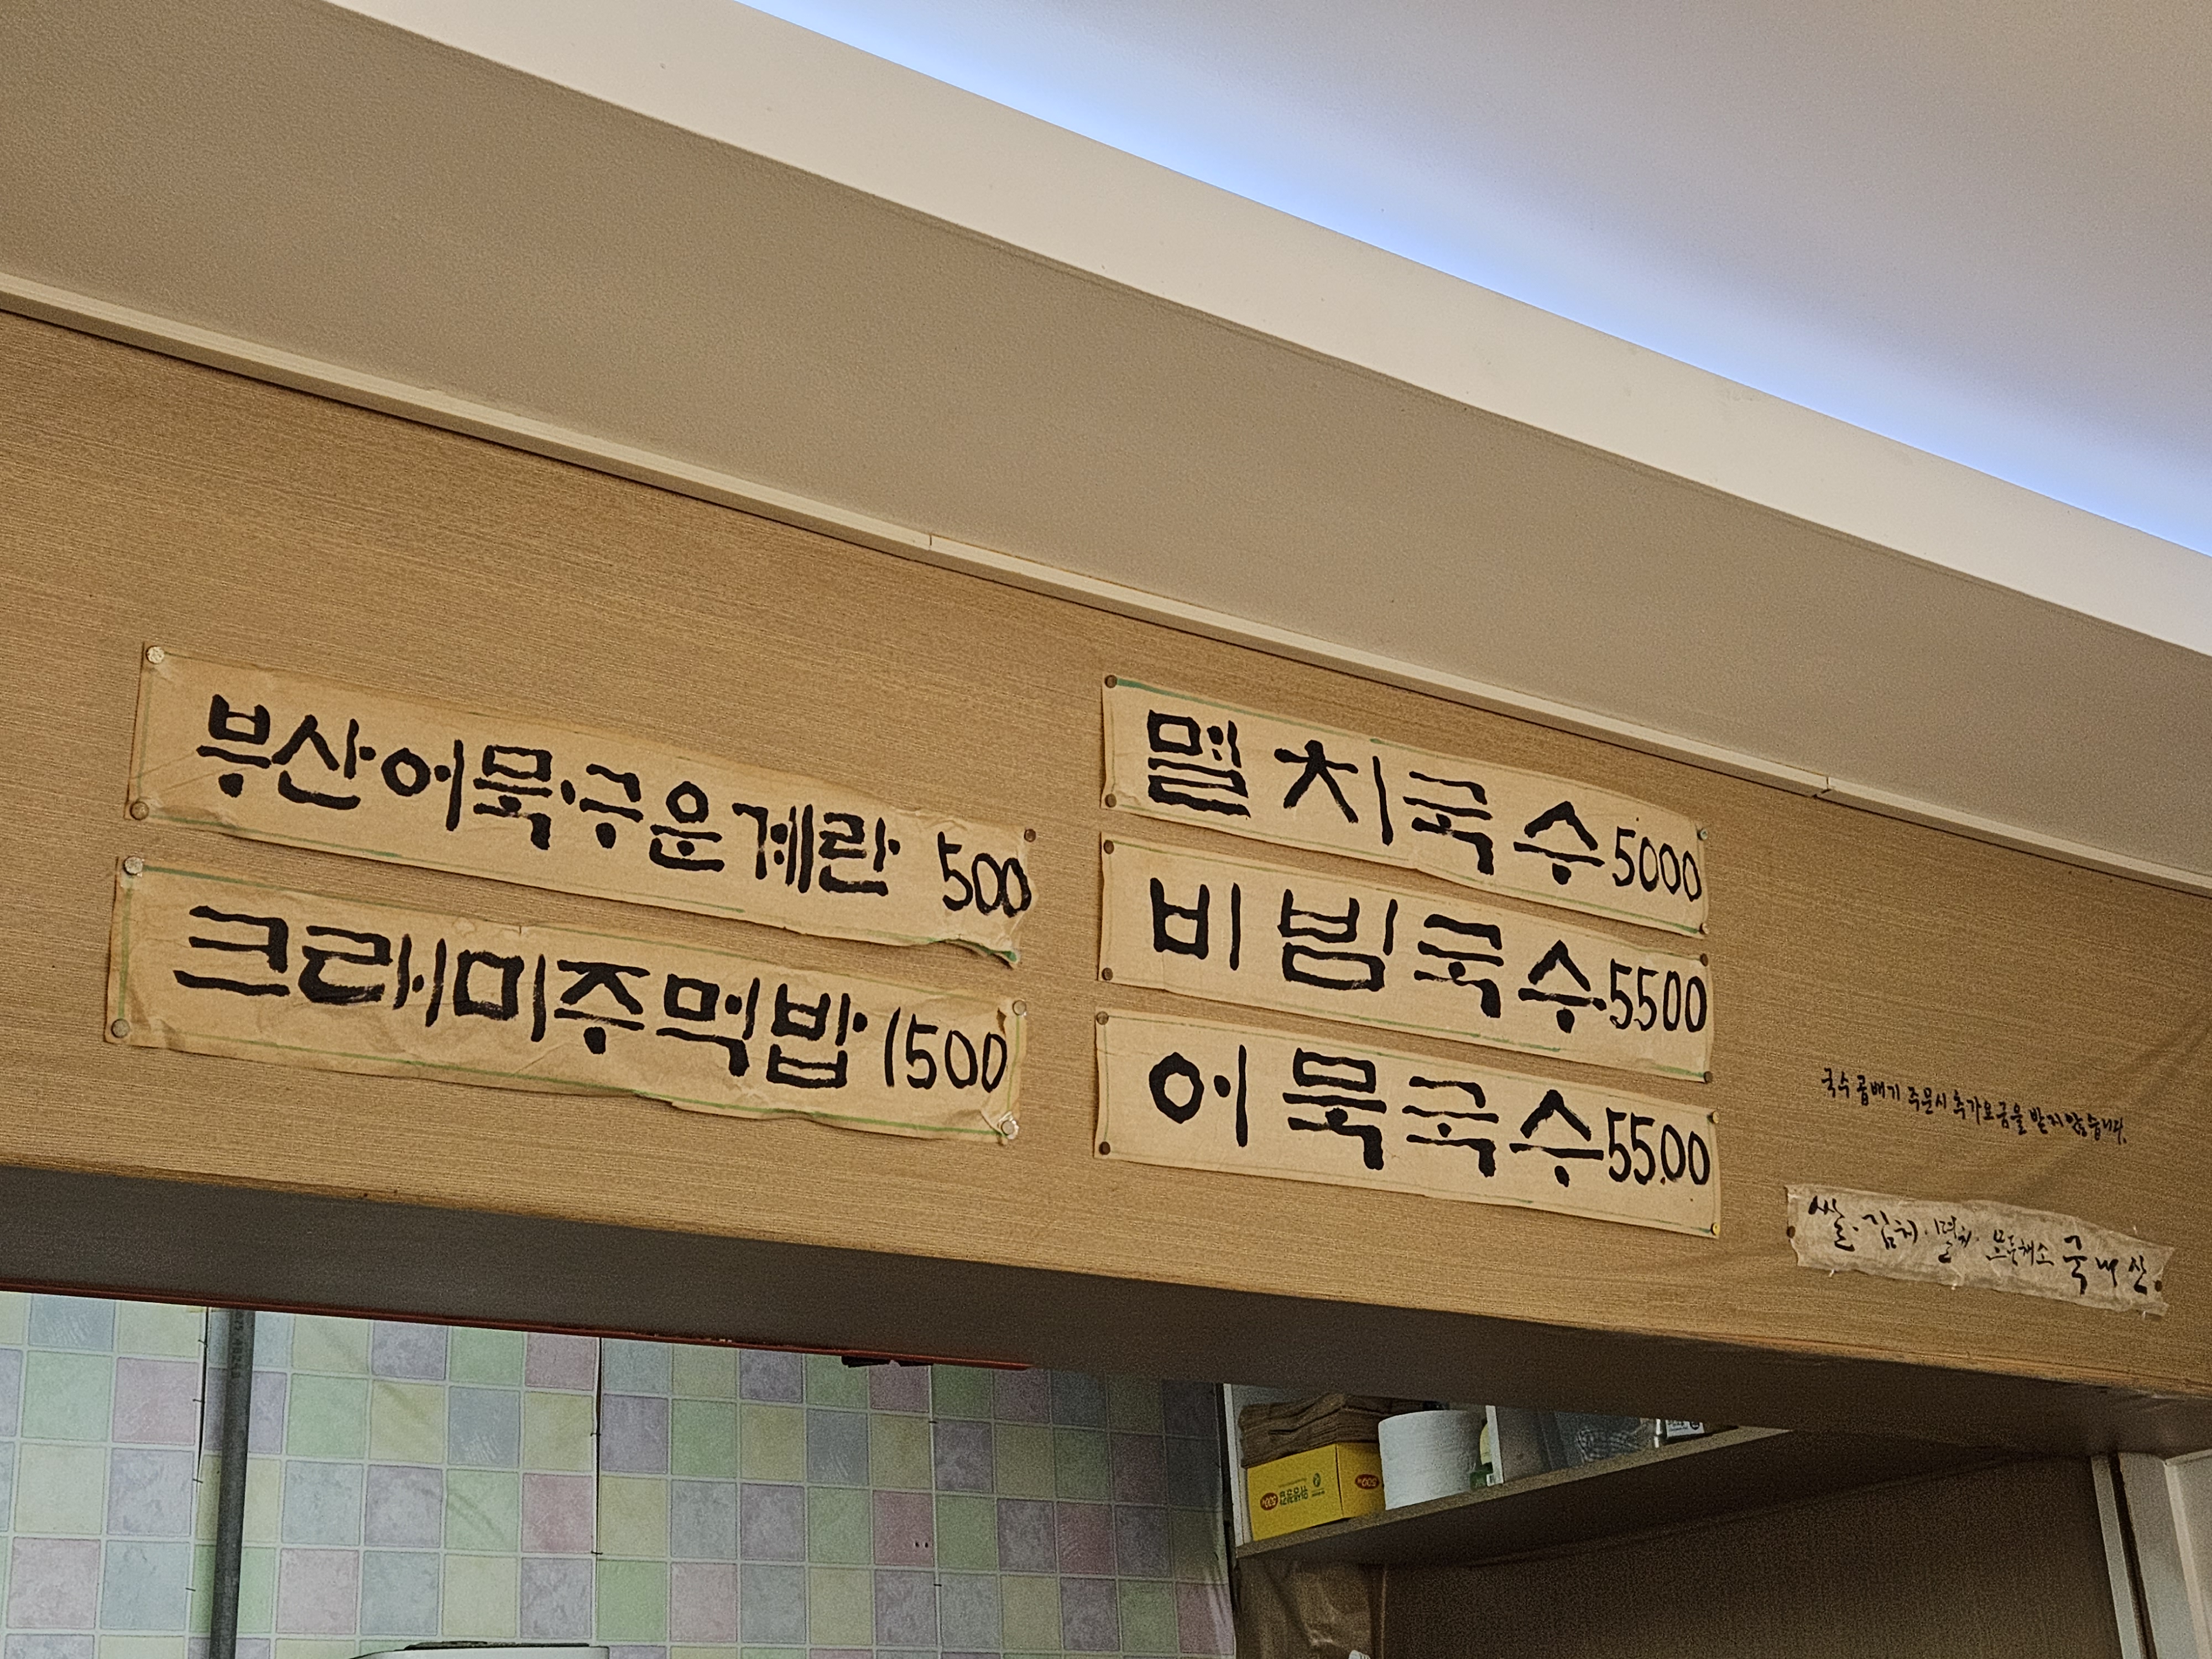 부산어묵·구운계란 500
크래미주먹밥 1500
멸치국수 5000
비빔국수 5500
어묵국수 5500
국수 곱배기 주문시 추가요금을 받지않습니다.
쌀·김치·멸치·모든채소 국내산